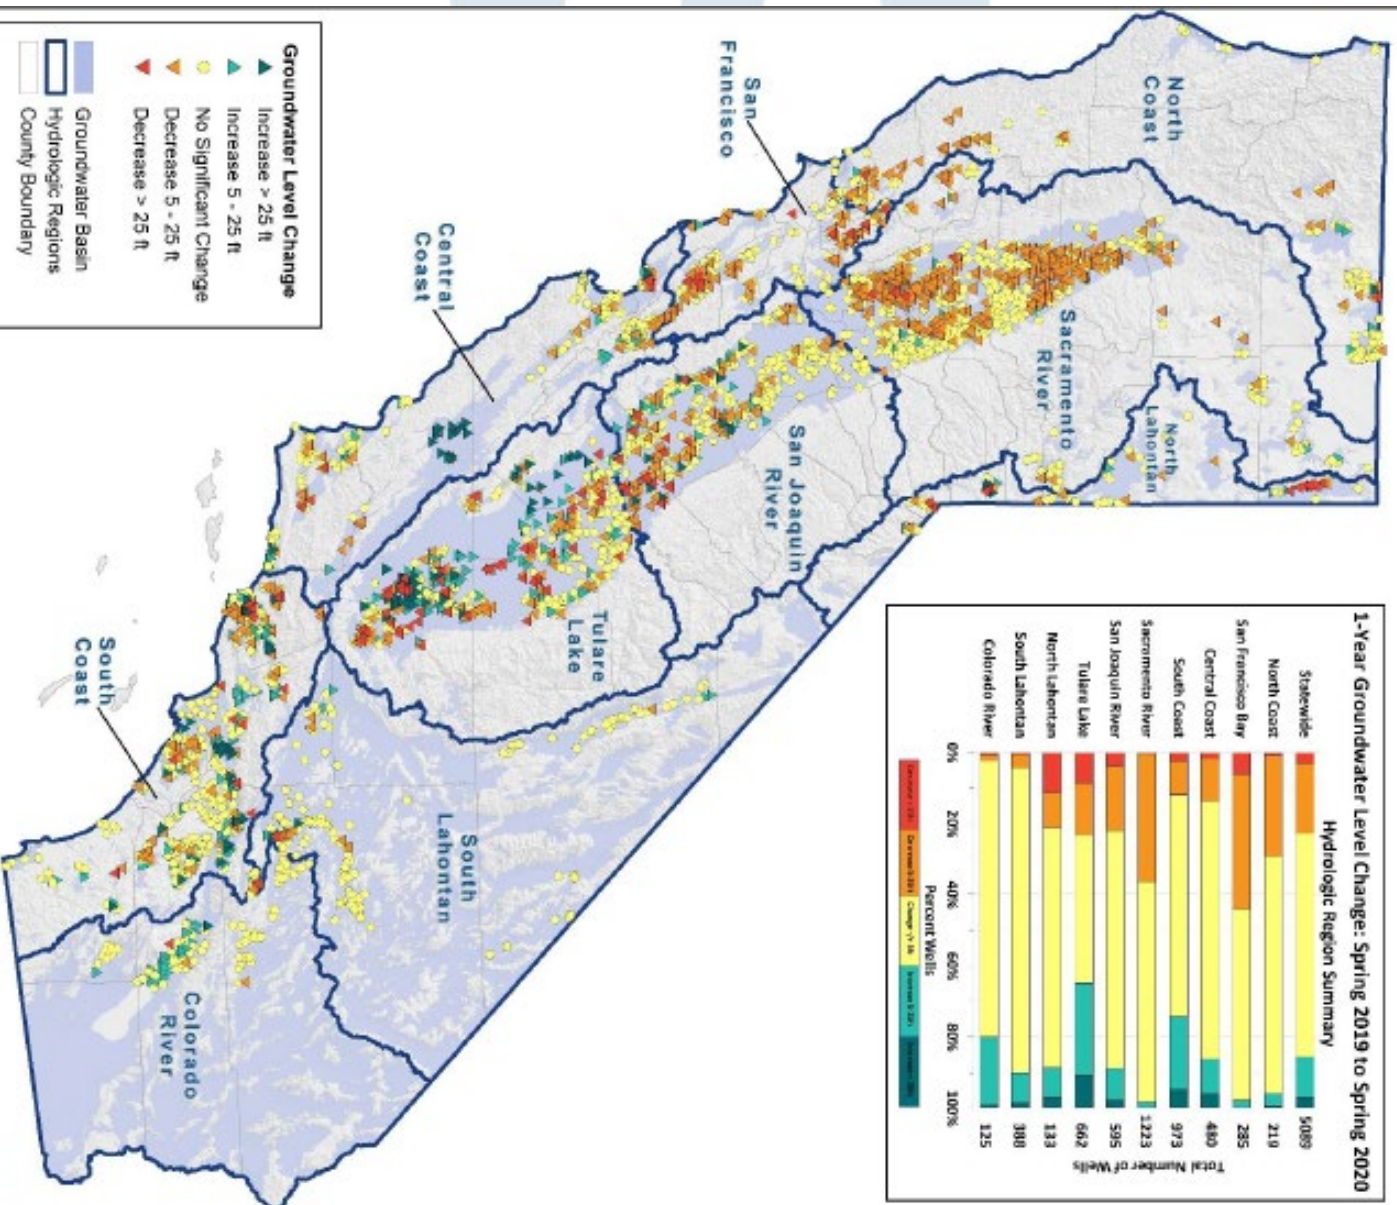 1-Year Groundwater Level Change: Spring 2019 to Spring 2020
Hydrologic Region Summary
Statewide
North Coast
San Francisco Bay
Central Coast
South Coast
Sacramento River
San Joaquin River
Tulare Lake
North Lahontan
South Lahontan
Colorado River
5089
219
285
480
973
1223
595
662
133
388
125
Total Number of Wells
0%
20%
40%
60%
80%
100%
Percent Wells
North
Coast
San
Francisco
Sacramento
River
North
Lahontan
Central
Coast
San Joaquin
River
Tulare
Lake
South
Lahontan
South
Coast
Colorado
River
Groundwater Level Change
Increase > 25 ft
Increase 5 - 25 ft
No Significant Change
Decrease 5 - 25 ft
Decrease > 25 ft
Groundwater Basin
Hydrologic Regions
County Boundary